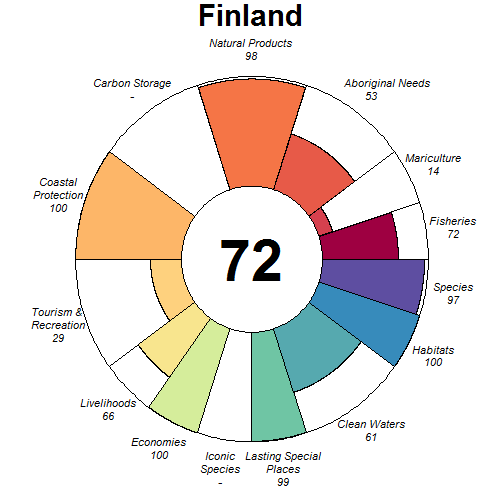 Finland
Natural Products
98
Carbon Storage
-
Aboriginal Needs
53
Mariculture
14
Coastal
Protection
100
Fisheries
72
72
Species
97
Tourism &
Recreation
29
Habitats
100
Livelihoods
66
Clean Waters
61
Economies
100
Iconic
Species
-
Lasting Special
Places
99